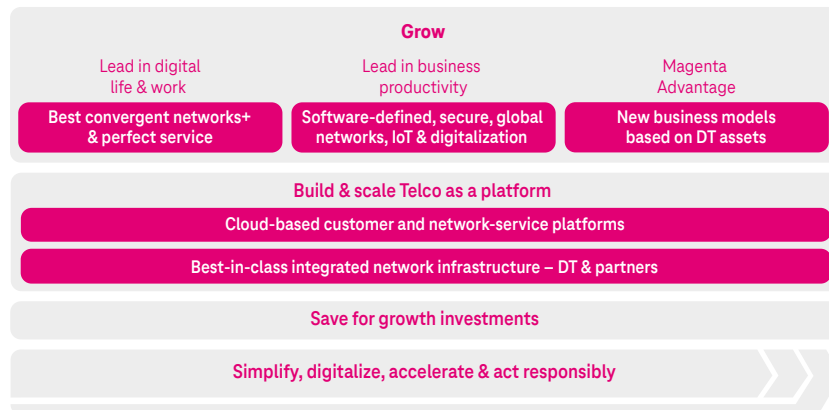 Grow
Lead in digital
life & work
Lead in business
productivity
Magenta
Advantage
Best convergent networks+
& perfect service
Software-defined, secure, global
networks, IoT & digitalization
New business models
based on DT assets
Build & scale Telco as a platform
Cloud-based customer and network-service platforms
Best-in-class integrated network infrastructure – DT & partners
Save for growth investments
Simplify, digitalize, accelerate & act responsibly